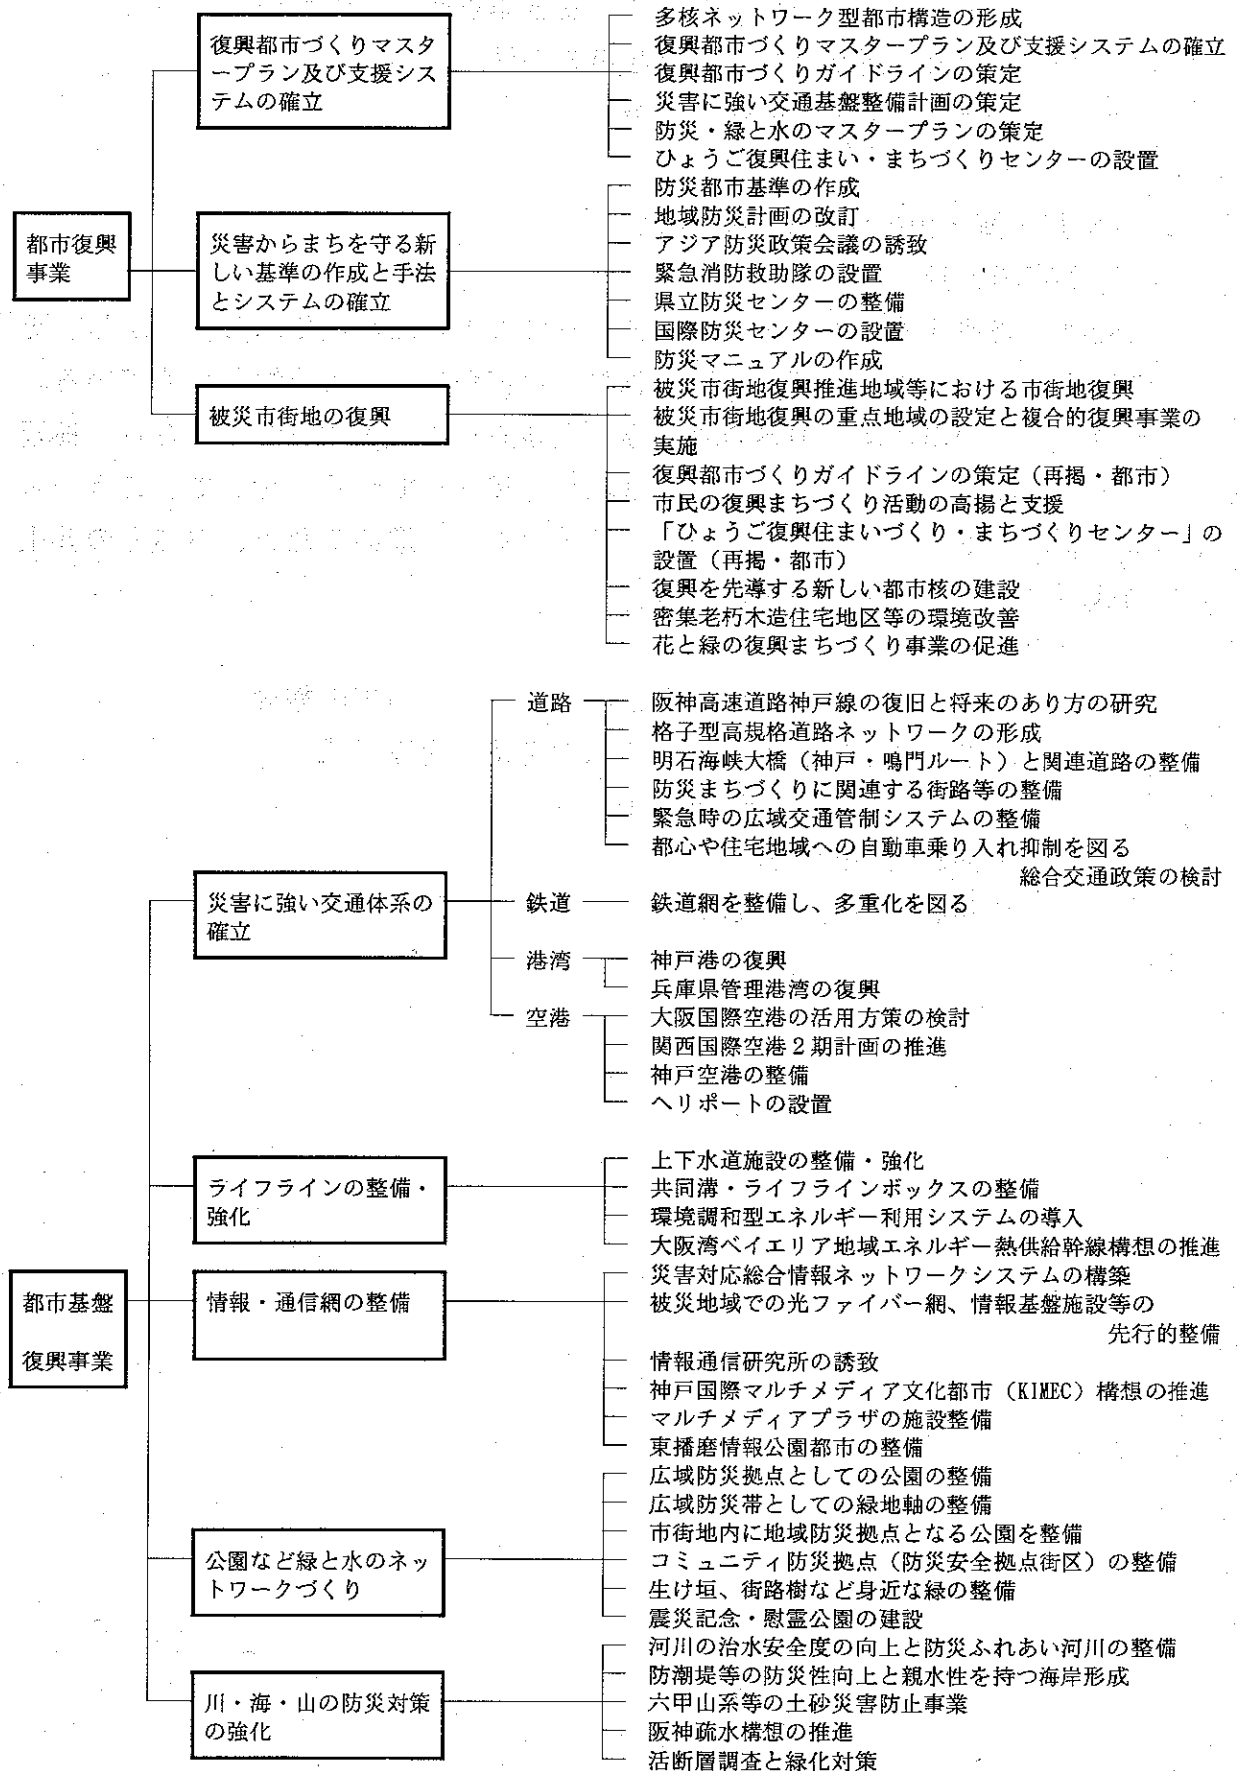 都市復興
事業
復興都市づくりマスタ
ープラン及び支援シス
テムの確立
多核ネットワーク型都市構造の形成
復興都市づくりマスタープラン及び支援システムの確立
復興都市づくりガイドラインの策定
災害に強い交通基盤整備計画の策定
防災・緑と水のマスタープランの策定
ひょうご復興住まい・まちづくりセンターの設置
災害からまちを守る新
しい基準の作成と手法
とシステムの確立
防災都市基準の作成
地域防災計画の改訂
アジア防災政策会議の誘致
緊急消防救助隊の設置
県立防災センターの整備
国際防災センターの設置
防災マニュアルの作成
被災市街地の復興
被災市街地復興推進地域等における市街地復興
被災市街地復興の重点地域の設定と複合的復興事業の
実施
復興都市づくりガイドラインの策定（再掲・都市）
市民の復興まちづくり活動の高揚と支援
「ひょうご復興住まいづくり・まちづくりセンター」の
設置（再掲・都市）
復興を先導する新しい都市核の建設
密集老朽木造住宅地区等の環境改善
花と緑の復興まちづくり事業の促進
都市基盤
復興事業
災害に強い交通体系の
確立
道路
阪神高速道路神戸線の復旧と将来のあり方の研究
格子型高規格道路ネットワークの形成
明石海峡大橋（神戸・鳴門ルート）と関連道路の整備
防災まちづくりに関連する街路等の整備
緊急時の広域交通管制システムの整備
都心や住宅地域への自動車乗り入れ抑制を図る
総合交通政策の検討
鉄道
鉄道網を整備し、多重化を図る
港湾
神戸港の復興
兵庫県管理港湾の復興
空港
大阪国際空港の活用方策の検討
関西国際空港２期計画の推進
神戸空港の整備
ヘリポートの設置
ライフラインの整備・
強化
上下水道施設の整備・強化
共同溝・ライフラインボックスの整備
環境調和型エネルギー利用システムの導入
大阪湾ベイエリア地域エネルギー熱供給幹線構想の推進
情報・通信網の整備
災害対応総合情報ネットワークシステムの構築
被災地域での光ファイバー網、情報基盤施設等の
先行的整備
情報通信研究所の誘致
神戸国際マルチメディア文化都市（KIMEC）構想の推進
マルチメディアプラザの施設整備
東播磨情報公園都市の整備
公園など緑と水のネッ
トワークづくり
広域防災拠点としての公園の整備
広域防災帯としての緑地軸の整備
市街地内に地域防災拠点となる公園を整備
コミュニティ防災拠点（防災安全拠点街区）の整備
生け垣、街路樹など身近な緑の整備
震災記念・慰霊公園の建設
川・海・山の防災対策
の強化
河川の治水安全度の向上と防災ふれあい河川の整備
防潮堤等の防災性向上と親水性を持つ海岸形成
六甲山系等の土砂災害防止事業
阪神疏水構想の推進
活断層調査と緑化対策